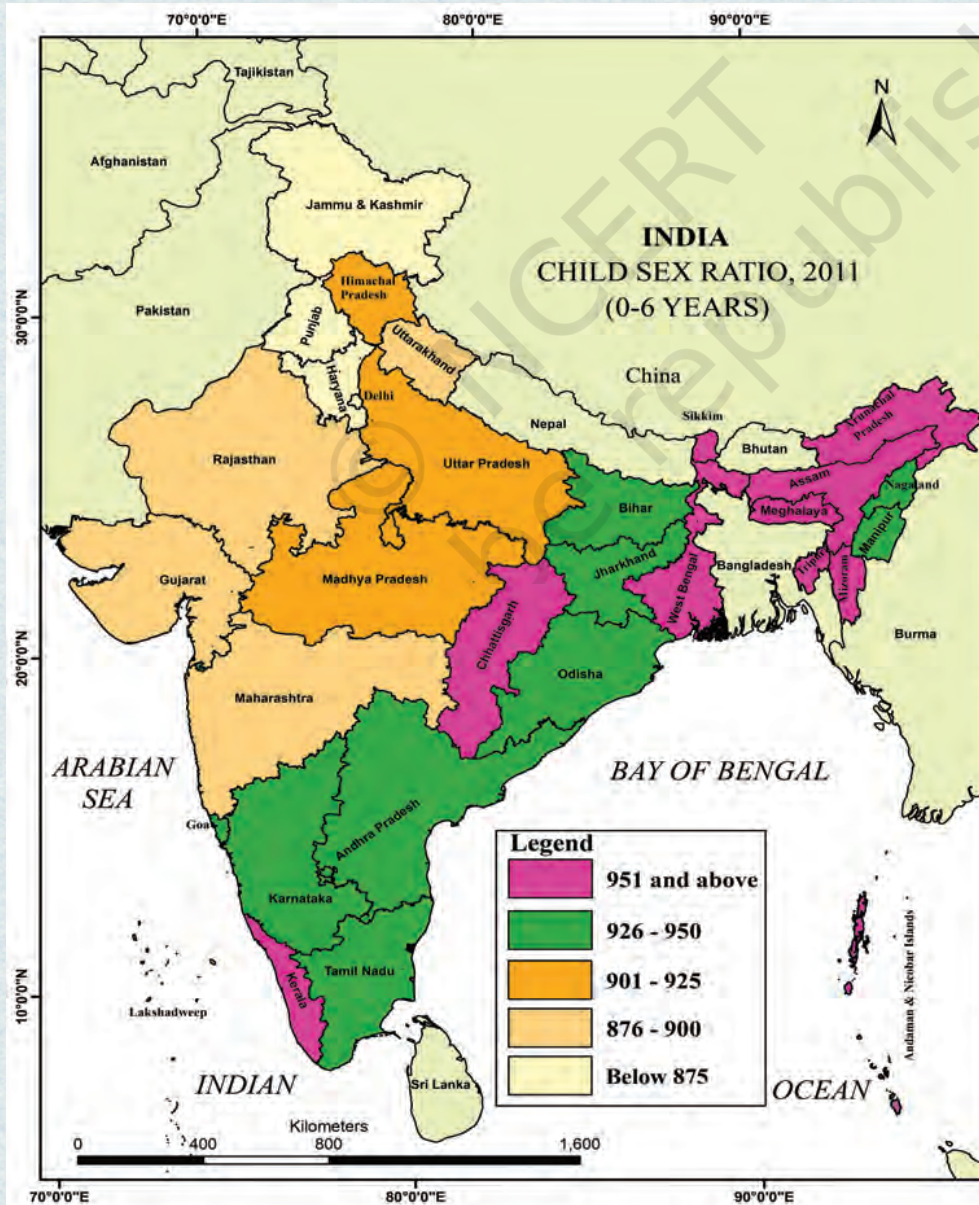 70°0'0"E
80°0'0"E
90°0'0"E
Tajikistan
N
Afghanistan
Jammu & Kashmir
INDIA
CHILD SEX RATIO, 2011
(0-6 YEARS)
Himachal
Pradesh
Pakistan
30°0'0"N
Punjab
Uttarakhand
Haryana
China
Delhi
Nepal
Sikkim
Arunachal
Pradesh
Bhutan
Rajasthan
Uttar Pradesh
Assam
Nagaland
Bihar
Meghalaya
Manipur
Jharkhand
Bangladesh
Tripura
Mizoram
Gujarat
Madhya Pradesh
West Bengal
Chhattisgarh
Burma
20°0'0"N
Odisha
Maharashtra
ARABIAN
SEA
BAY OF BENGAL
Goa
Andhra Pradesh
Karnataka
Legend
951 and above
926 - 950
901 - 925
876 - 900
Below 875
Tamil Nadu
Kerala
10°0'0"N
Lakshadweep
Andaman & Nicobar Islands
Sri Lanka
INDIAN
OCEAN
Kilometers
0 400 800 1,600
70°0'0"E
80°0'0"E
90°0'0"E
© NCERT
be republis